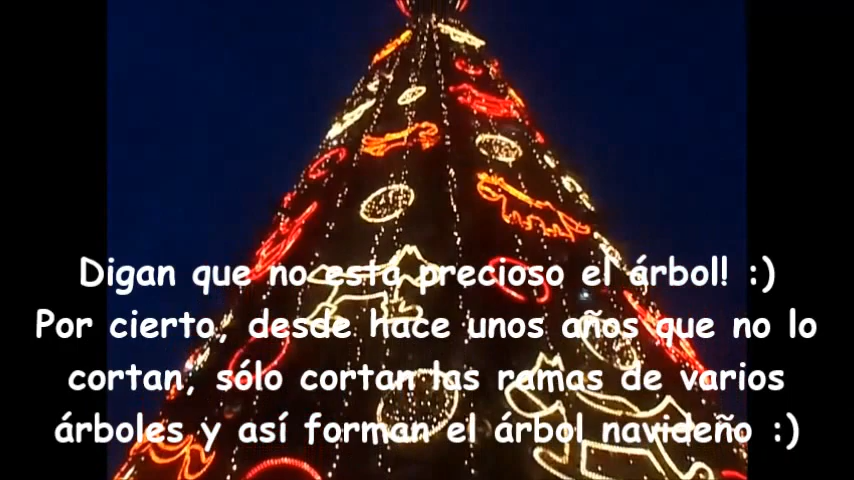 Digan que no está precioso el árbol! :)
Por cierto, desde hace unos años que no lo
cortan, sólo cortan las ramas de varios
árboles y así forman el árbol navideño :)